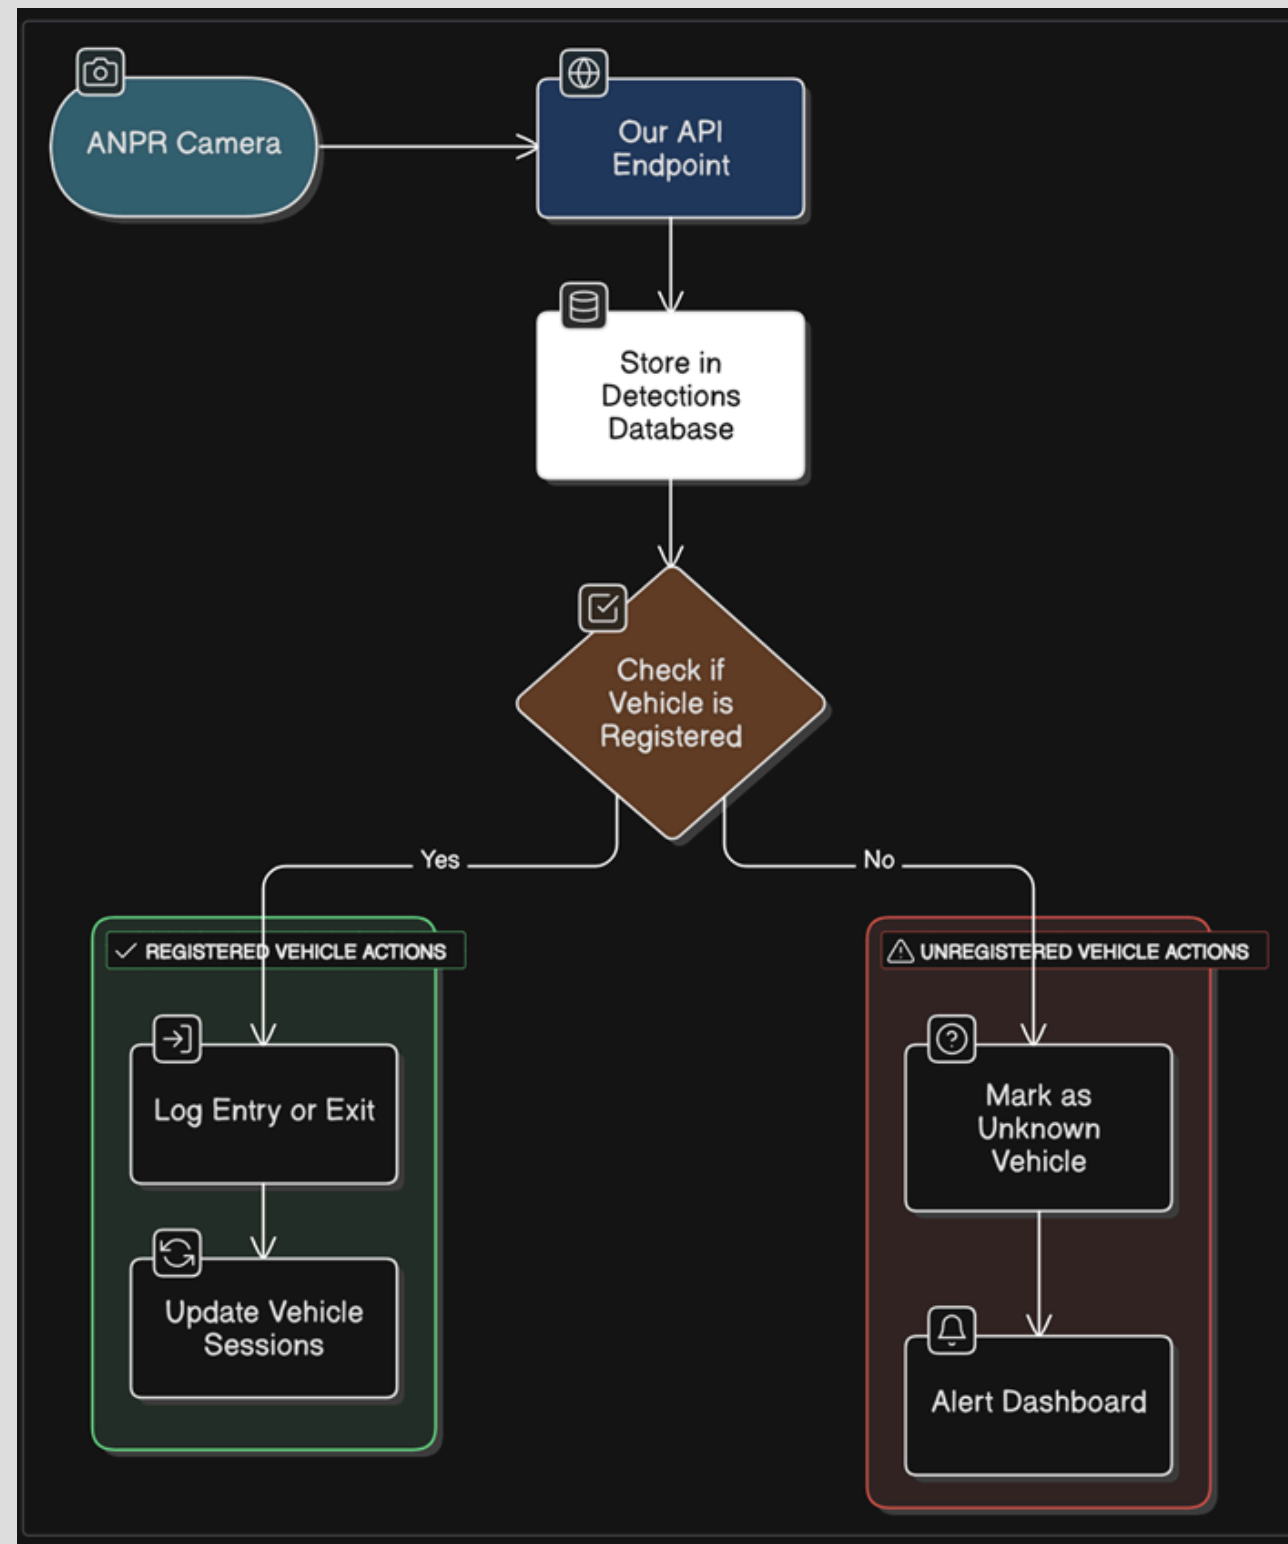 ANPR Camera
Our API
Endpoint
Store in
Detections
Database
Check if
Vehicle is
Registered
Yes
No
REGISTERED VEHICLE ACTIONS
Log Entry or Exit
Update Vehicle
Sessions
UNREGISTERED VEHICLE ACTIONS
Mark as
Unknown
Vehicle
Alert Dashboard